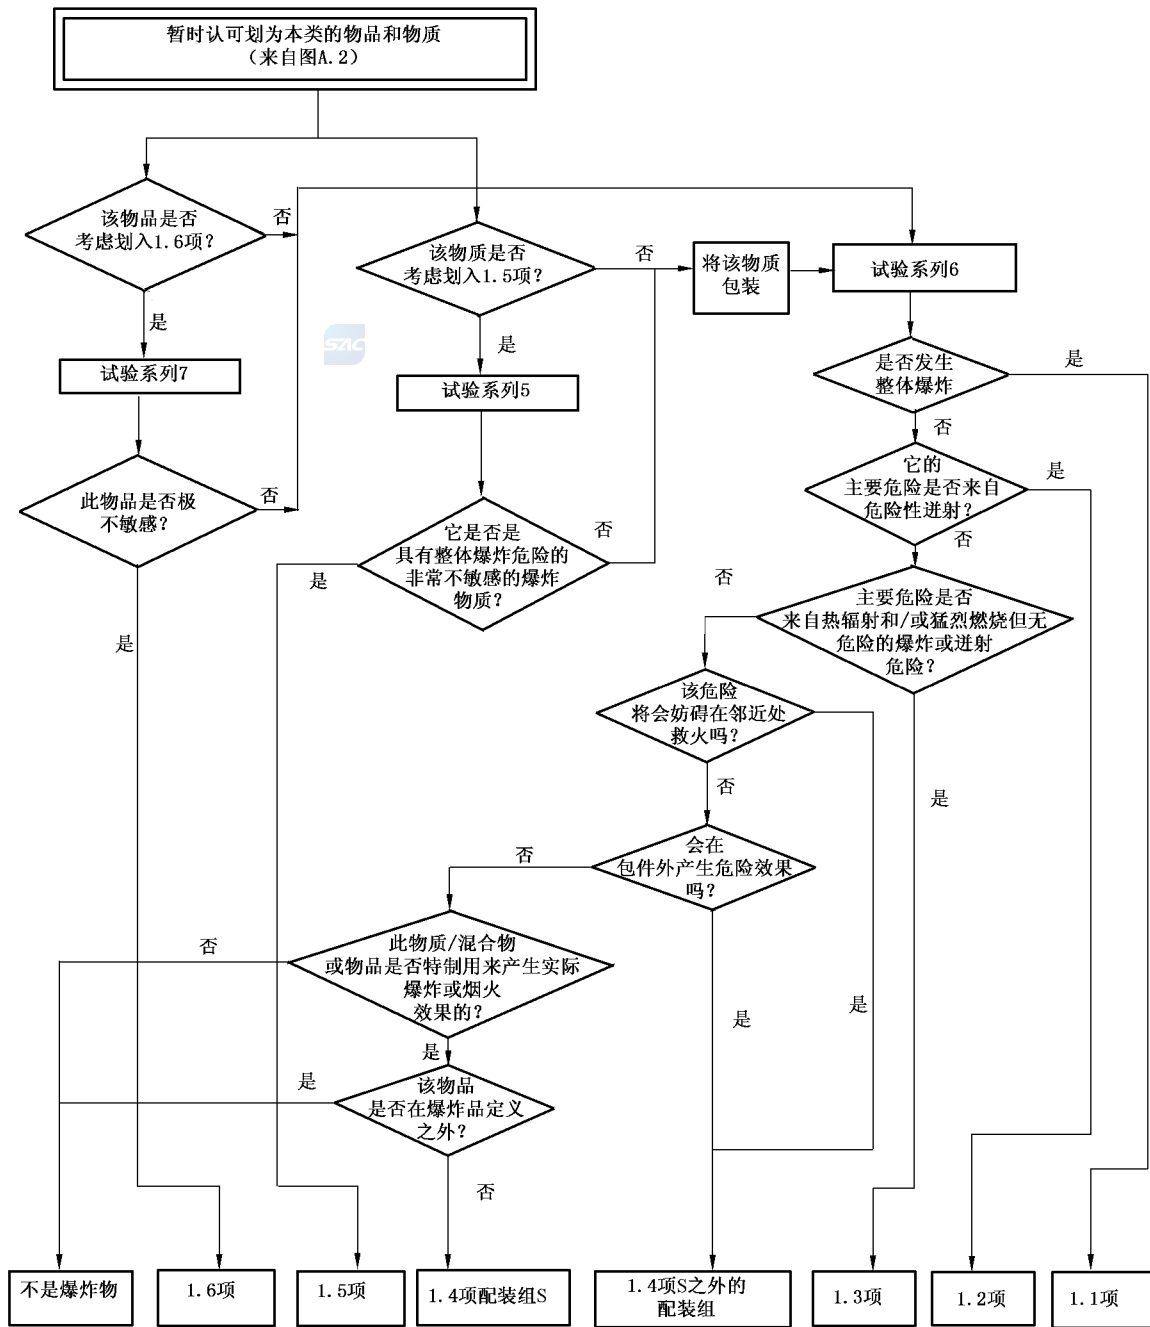 暂时认可划为本类的物品和物质
（来自图A.2）
该物品是否
考虑划入1.6项？
否
是
试验系列7
此物品是否极
不敏感？
否
是
该物质是否
考虑划入1.5项？
否
是
试验系列5
它是否是
具有整体爆炸危险的
非常不敏感的爆炸
物质？
否
是
将该物质
包装
试验系列6
是否发生
整体爆炸
是
否
它的
主要危险是否来自
危险性迸射？
是
否
主要危险是否
来自热辐射和/或猛烈燃烧但无
危险的爆炸或迸射
危险？
否
是
该危险
将会妨碍在邻近处
救火吗？
否
是
会在
包件外产生危险效果
吗？
否
是
此物质/混合物
或物品是否特制用来产生实际
爆炸或烟火
效果的？
否
是
该物品
是否在爆炸品定义
之外？
是
否
不是爆炸物
1.6项
1.5项
1.4项配装组S
1.4项S之外的
配装组
1.3项
1.2项
1.1项
SAC